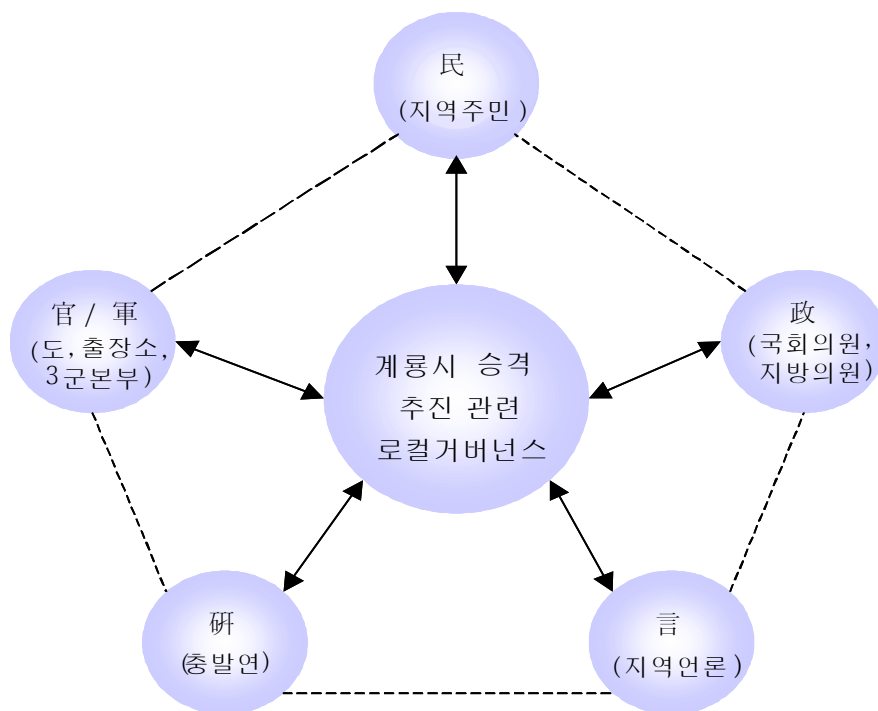 民
(지역주민)
官 / 軍
(도, 출장소,
3군본부)
政
(국회의원,
지방의원)
계룡시 승격
추진 관련
로컬거버넌스
硏
(충발연)
言
(지역언론)